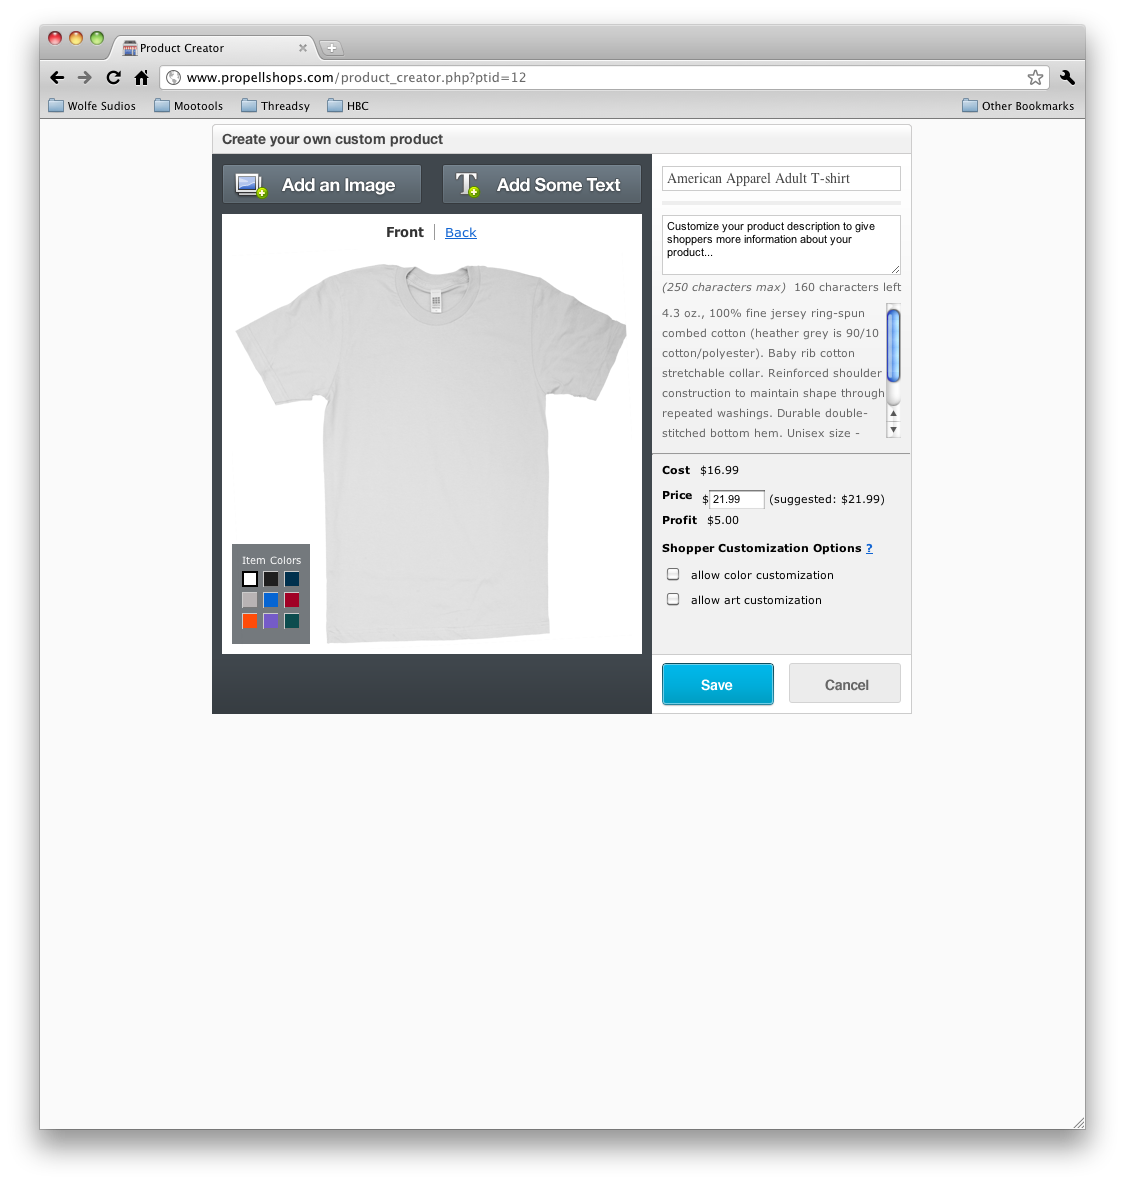 Product Creator
www.propellshops.com/product_creator.php?ptid=12
Wolfe Sudios
Mootools
Threadsy
HBC
Other Bookmarks
Create your own custom product
Add an Image
Add Some Text
Front
Back
Item Colors
American Apparel Adult T-shirt
Customize your product description to give
shoppers more information about your
product...
(250 characters max) 160 characters left
4.3 oz., 100% fine jersey ring-spun
combed cotton (heather grey is 90/10
cotton/polyester). Baby rib cotton
stretchable collar. Reinforced shoulder
construction to maintain shape through
repeated washings. Durable double-
stitched bottom hem. Unisex size -
Cost $16.99
Price $21.99 (suggested: $21.99)
Profit $5.00
Shopper Customization Options ?
allow color customization
allow art customization
Save
Cancel